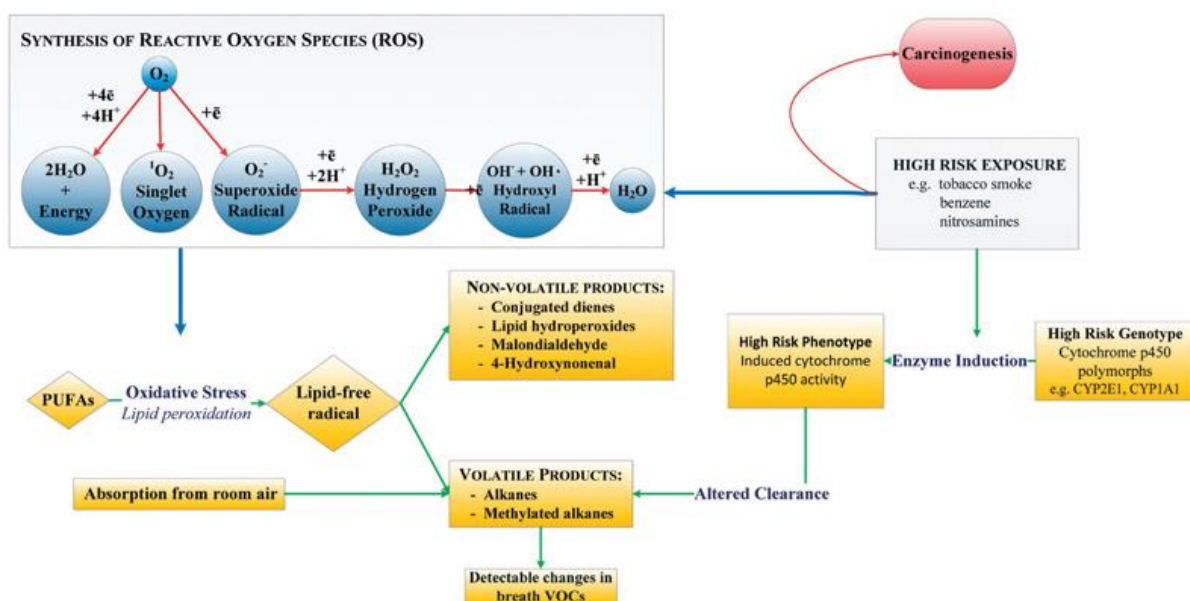 SYNTHESIS OF REACTIVE OXYGEN SPECIES (ROS)
O₂
+4ē
+4H⁺
+ē
2H₂O
+
Energy
¹O₂
Singlet
Oxygen
O₂⁻
Superoxide
Radical
+ē
+2H⁺
H₂O₂
Hydrogen
Peroxide
+ē
OH⁻ + OH·
Hydroxyl
Radical
+ē
+H⁺
H₂O
Carcinogenesis
HIGH RISK EXPOSURE
e.g. tobacco smoke
benzene
nitrosamines
NON-VOLATILE PRODUCTS:
- Conjugated dienes
- Lipid hydroperoxides
- Malondialdehyde
- 4-Hydroxynonenal
High Risk Phenotype
Induced cytochrome
p450 activity
Enzyme Induction
High Risk Genotype
Cytochrome p450
polymorphs
e.g. CYP2E1, CYP1A1
PUFAs
Oxidative Stress
Lipid peroxidation
Lipid-free
radical
Absorption from room air
VOLATILE PRODUCTS:
- Alkanes
- Methylated alkanes
Altered Clearance
Detectable changes in
breath VOCs